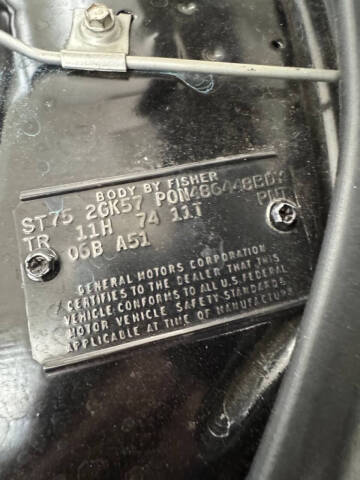 BODY BY FISHER
ST75 2GK57 PON486448BDY
TR 11H 74 11T PNT
06B A51
GENERAL MOTORS CORPORATION
CERTIFIES TO THE DEALER THAT THIS
VEHICLE CONFORMS TO ALL U.S. FEDERAL
MOTOR VEHICLE SAFETY STANDARDS
APPLICABLE AT TIME OF MANUFACTURE